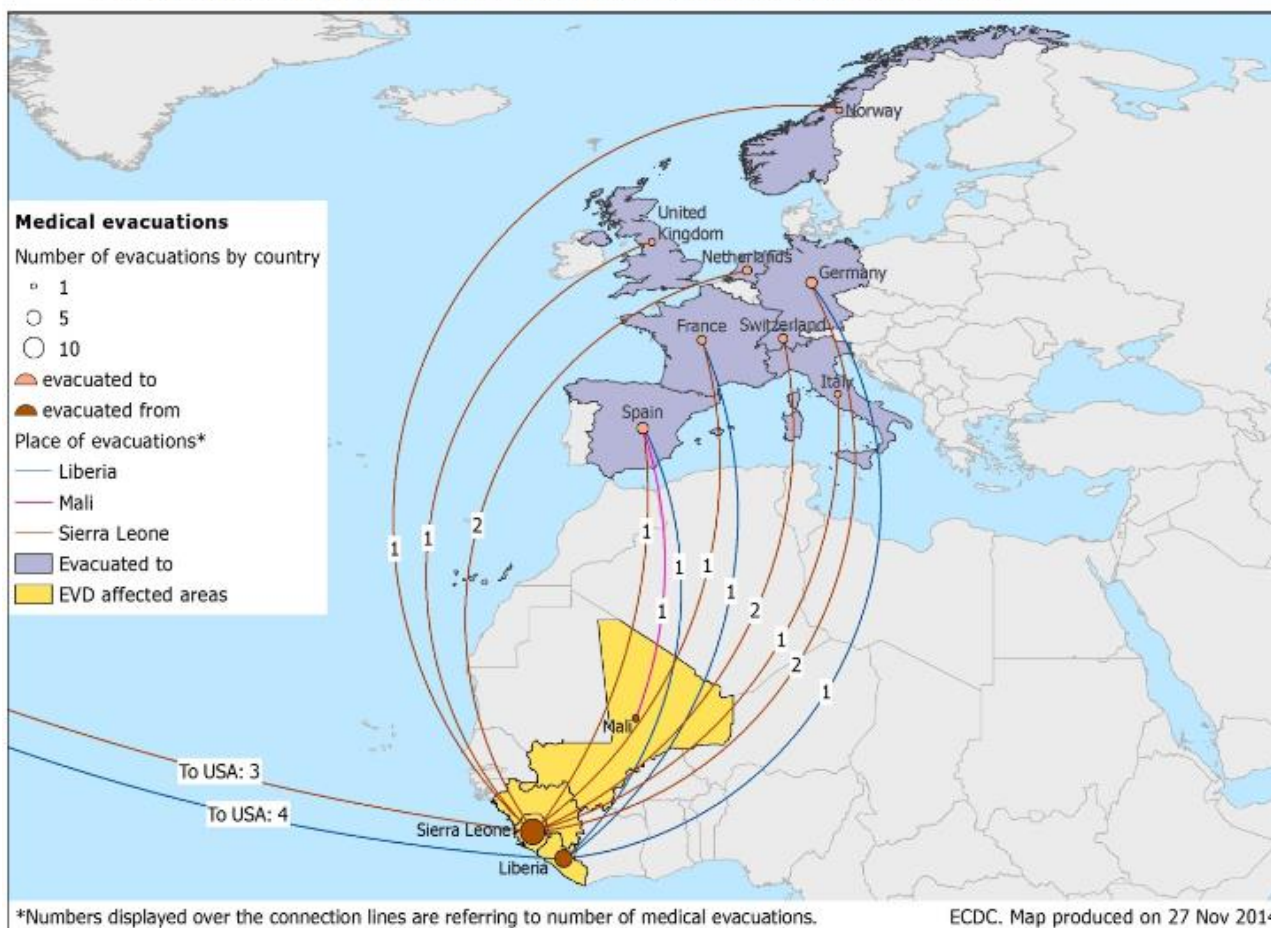 Norway
United
Kingdom
Netherlands
Germany
France
Switzerland
Italy
Spain
Medical evacuations
Number of evacuations by country
1
5
10
evacuated to
evacuated from
Place of evacuations*
Liberia
Mali
Sierra Leone
Evacuated to
EVD affected areas
1
1
2
1
1
1
1
1
2
1
2
1
Mali
To USA: 3
To USA: 4
Sierra Leone
Liberia
*Numbers displayed over the connection lines are referring to number of medical evacuations.
ECDC. Map produced on 27 Nov 2014